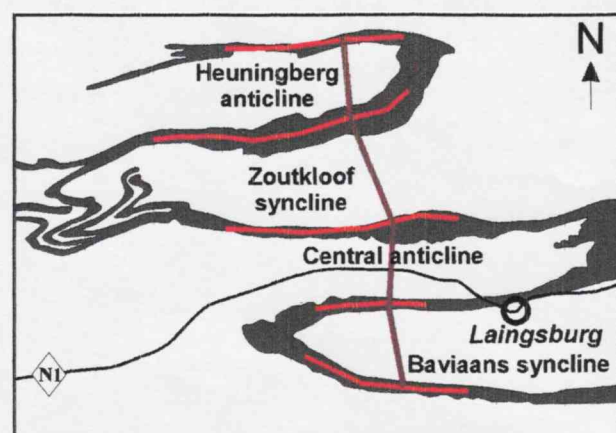 N
Heuningberg
anticline
Zoutkloof
syncline
Central anticline
Laingsburg
Baviaans syncline
N1